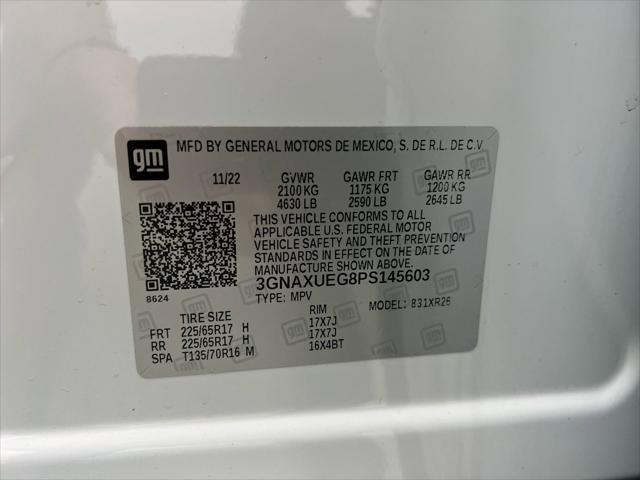 gm
MFD BY GENERAL MOTORS DE MEXICO, S. DE R.L. DE C.V
11/22 GVWR GAWR FRT GAWR RR
2100 KG 1175 KG 1200 KG
4630 LB 2590 LB 2645 LB
THIS VEHICLE CONFORMS TO ALL
APPLICABLE U.S. FEDERAL MOTOR
VEHICLE SAFETY AND THEFT PREVENTION
STANDARDS IN EFFECT ON THE DATE OF
MANUFACTURE SHOWN ABOVE.
3GNAXUEG8PS145603
8624
TYPE: MPV MODEL: 831XR26
TIRE SIZE RIM
FRT 225/65R17 H 17X7J
RR 225/65R17 H 17X7J
SPA T135/70R16 M 16X4BT